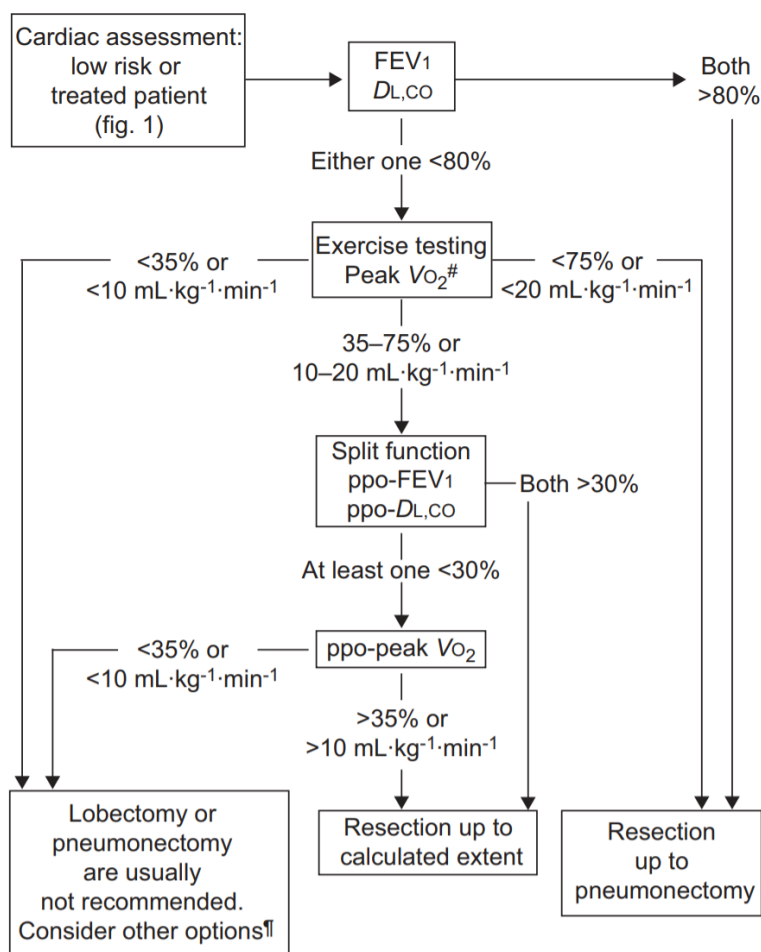 Cardiac assessment:
low risk or
treated patient
(fig. 1)
FEV1
DL,CO
Both
>80%
Either one <80%
Exercise testing
Peak VO2#
<35% or
<10 mL·kg-1·min-1
<75% or
<20 mL·kg-1·min-1
35–75% or
10–20 mL·kg-1·min-1
Split function
ppo-FEV1
ppo-DL,CO
Both >30%
At least one <30%
ppo-peak VO2
<35% or
<10 mL·kg-1·min-1
>35% or
>10 mL·kg-1·min-1
Lobectomy or
pneumonectomy
are usually
not recommended.
Consider other options¶
Resection up to
calculated extent
Resection
up to
pneumonectomy